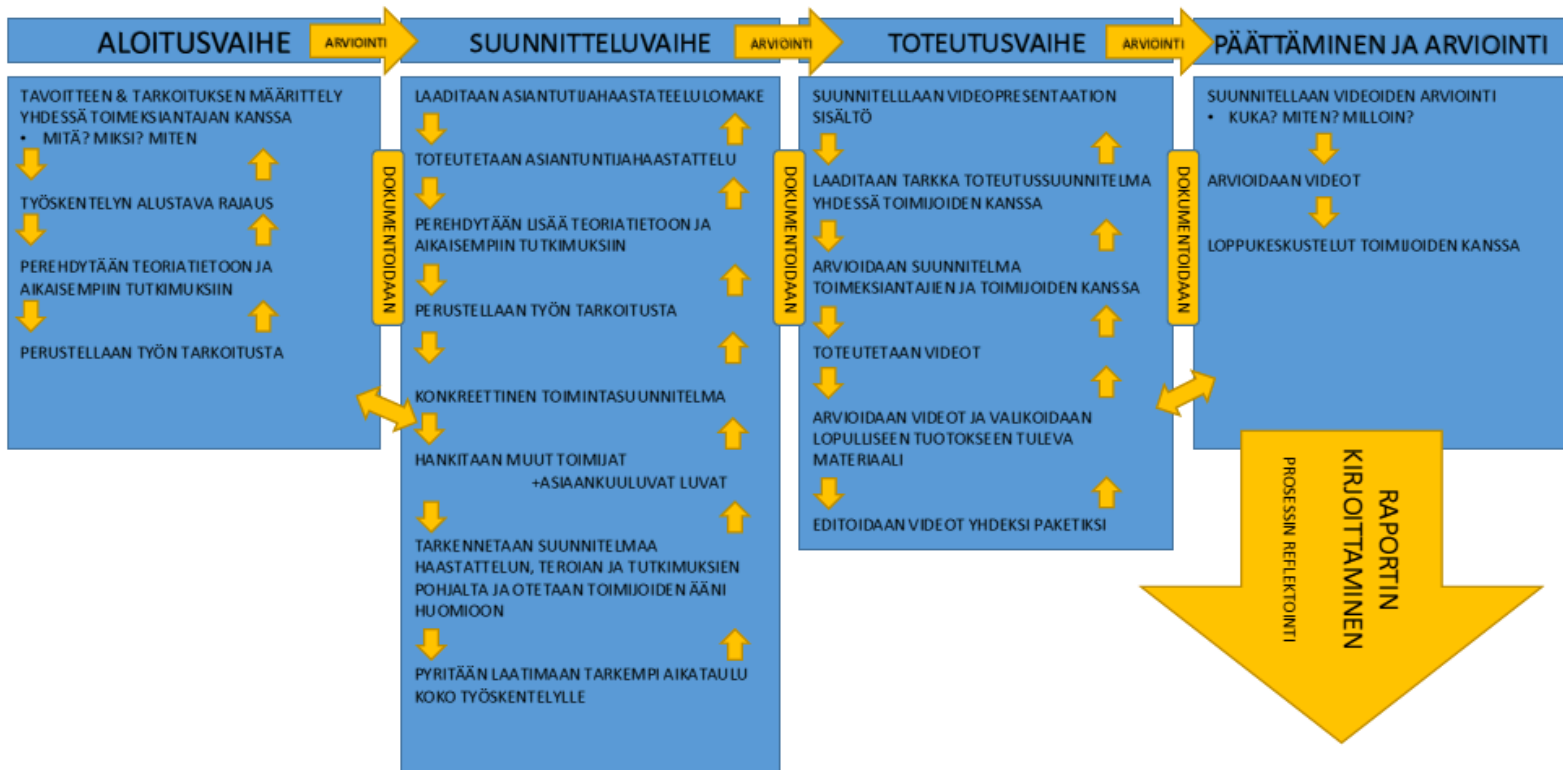 ALOITUSVAIHE
ARVIOINTI
SUUNNITTELUVAIHE
ARVIOINTI
TOTEUTUSVAIHE
ARVIOINTI
PÄÄTTÄMINEN JA ARVIOINTI
TAVOITTEEN & TARKOITUKSEN MÄÄRITTELY
YHDESSÄ TOIMEKSIANTAJAN KANSSA
• MITÄ? MIKSI? MITEN
TYÖSKENTELYN ALUSTAVA RAJAUS
PEREHDYTÄÄN TEORIATIETOON JA
AIKAISEMPIIN TUTKIMUKSIIN
PERUSTELLAAN TYÖN TARKOITUSTA
DOKUMENTOIDAAN
LAADITAAN ASIANTUTIJAHAASTATEELULOMAKE
TOTEUTETAAN ASIANTUNTIJAHAASTATTELU
PEREHDYTÄÄN LISÄÄ TEORIATIETOON JA
AIKAISEMPIIN TUTKIMUKSIIN
PERUSTELLAAN TYÖN TARKOITUSTA
KONKREETTINEN TOIMINTASUUNNITELMA
HANKITAAN MUUT TOIMIJAT
+ASIAANKUULUVAT LUVAT
TARKENNETAAN SUUNNITELMAA
HAASTATTELUN, TEROIAN JA TUTKIMUKSIEN
POHJALTA JA OTETAAN TOIMIJOIDEN ÄÄNI
HUOMIOON
PYRITÄÄN LAATIMAAN TARKEMPI AIKATAULU
KOKO TYÖSKENTELYLLE
DOKUMENTOIDAAN
SUUNNITELLLAAN VIDEOPRESENTAATION
SISÄLTÖ
LAADITAAN TARKKA TOTEUTUSSUUNNITELMA
YHDESSÄ TOIMIJOIDEN KANSSA
ARVIOIDAAN SUUNNITELMA
TOIMEKSIANTAJIEN JA TOIMIJOIDEN KANSSA
TOTEUTETAAN VIDEOT
ARVIOIDAAN VIDEOT JA VALIKOIDAAN
LOPULLISEEN TUOTOKSEEN TULEVA
MATERIAALI
EDITOIDAAN VIDEOT YHDEKSI PAKETIKSI
DOKUMENTOIDAAN
SUUNNITELLAAN VIDEOIDEN ARVIOINTI
• KUKA? MITEN? MILLOIN?
ARVIOIDAAN VIDEOT
LOPPUKESKUSTELUT TOIMIJOIDEN KANSSA
RAPORTIN
KIRJOITTAMINEN
PROSESSIN REFLEKTOINTI